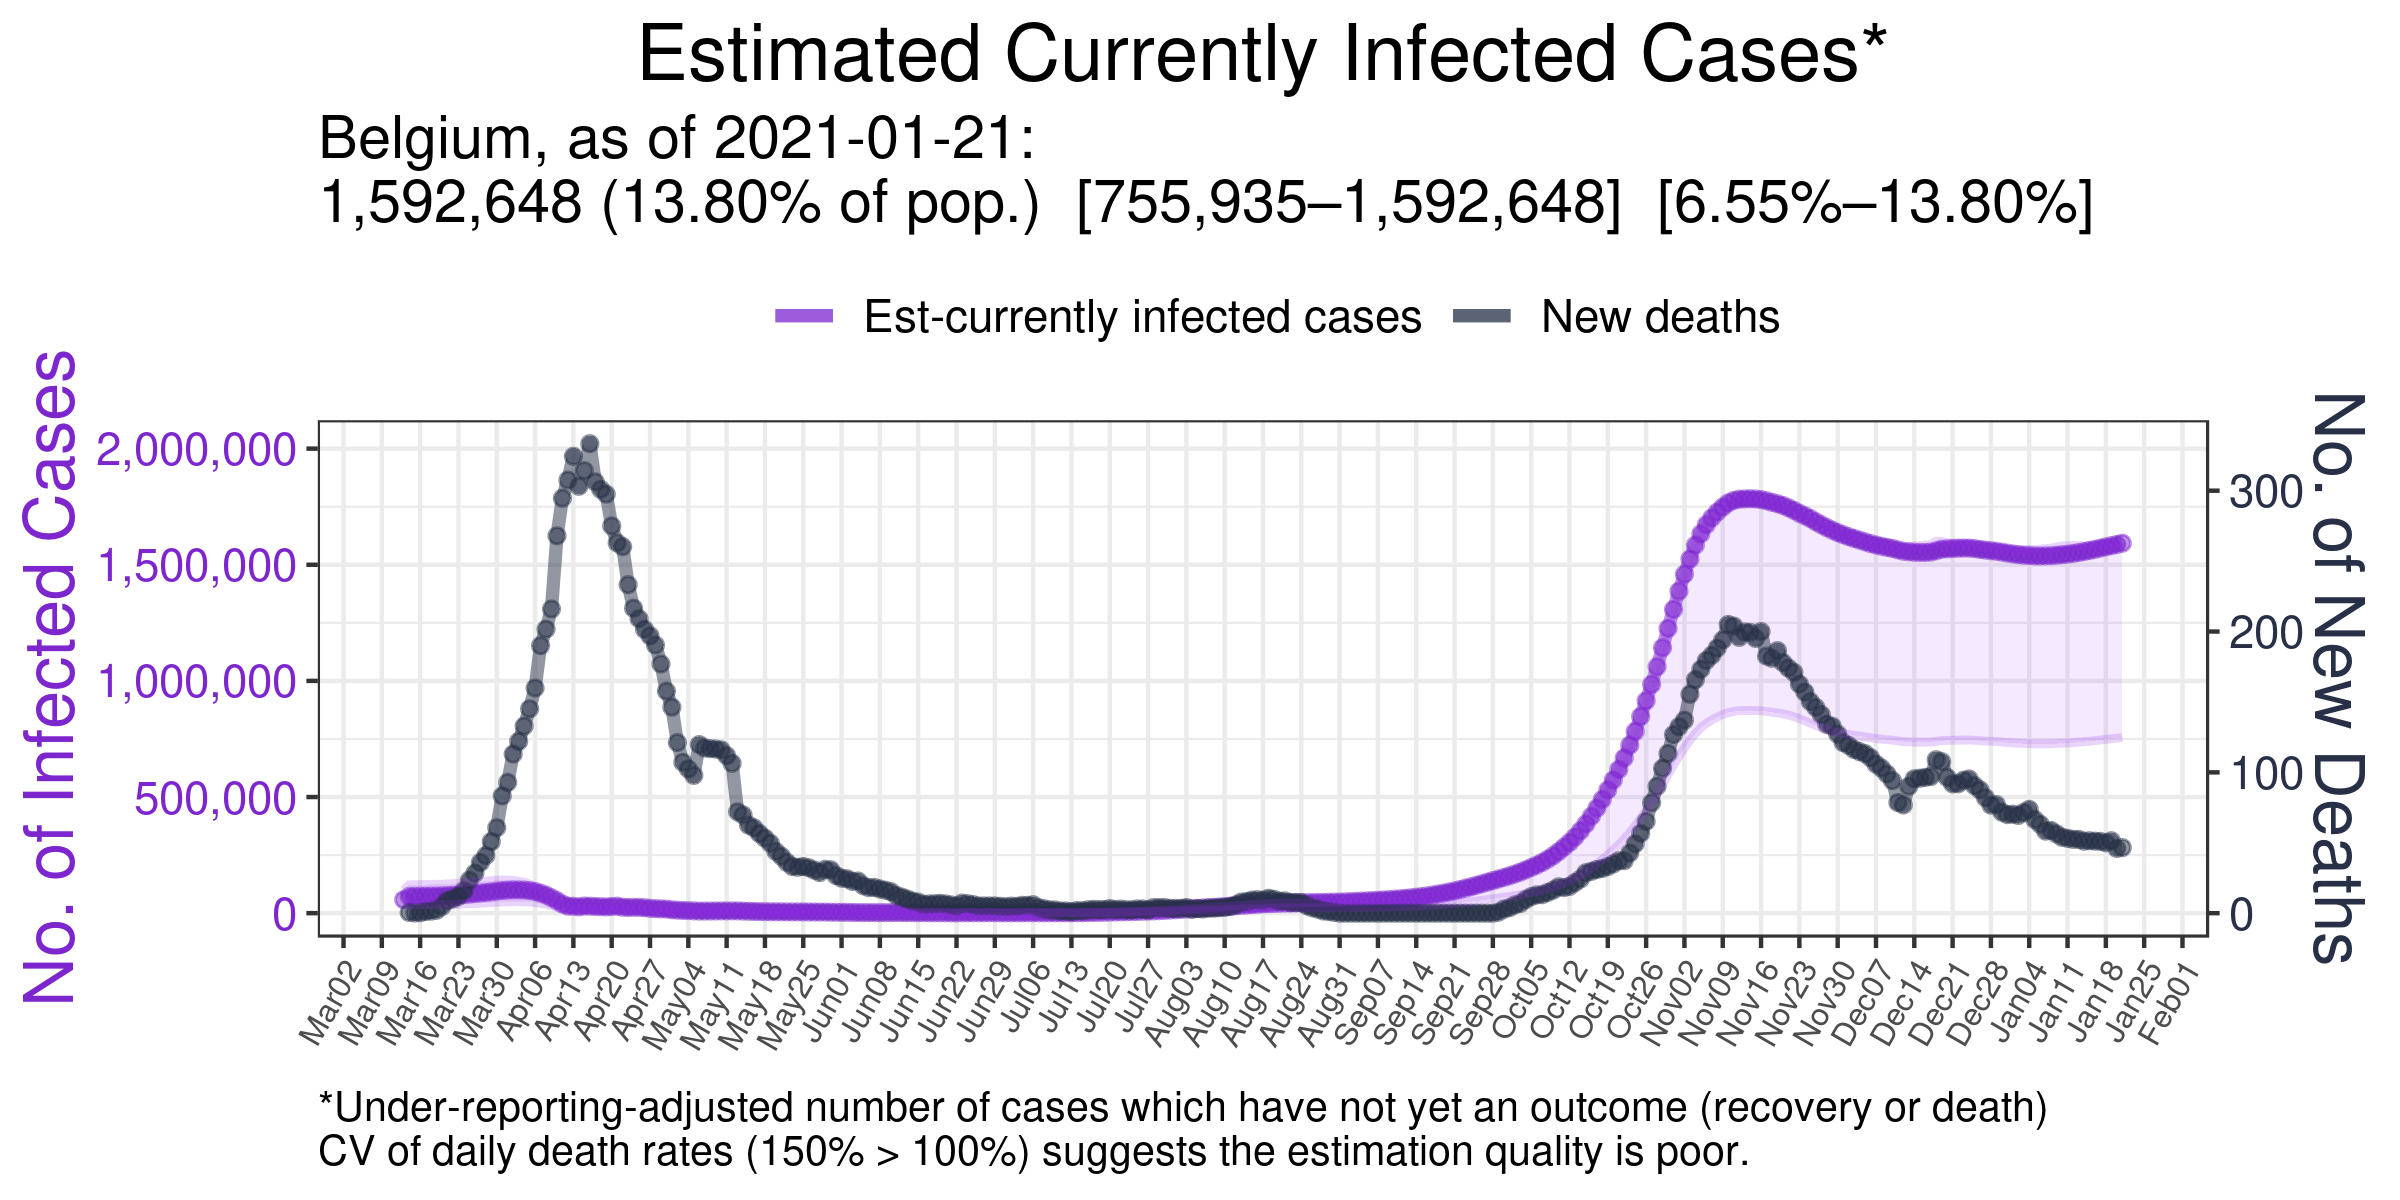 Estimated Currently Infected Cases*
Belgium, as of 2021-01-21:
1,592,648 (13.80% of pop.) [755,935–1,592,648] [6.55%–13.80%]
Est-currently infected cases New deaths
No. of Infected Cases
2,000,000
1,500,000
1,000,000
500,000
0
300
200
100
0
No. of New Deaths
Mar02 Mar09 Mar16 Mar23 Mar30 Apr06 Apr13 Apr20 Apr27 May04 May11 May18 May25 Jun01 Jun08 Jun15 Jun22 Jun29 Jul06 Jul13 Jul20 Jul27 Aug03 Aug10 Aug17 Aug24 Aug31 Sep07 Sep14 Sep21 Sep28 Oct05 Oct12 Oct19 Oct26 Nov02 Nov09 Nov16 Nov23 Nov30 Dec07 Dec14 Dec21 Dec28 Jan04 Jan11 Jan18 Jan25 Feb01
*Under-reporting-adjusted number of cases which have not yet an outcome (recovery or death)
CV of daily death rates (150% > 100%) suggests the estimation quality is poor.